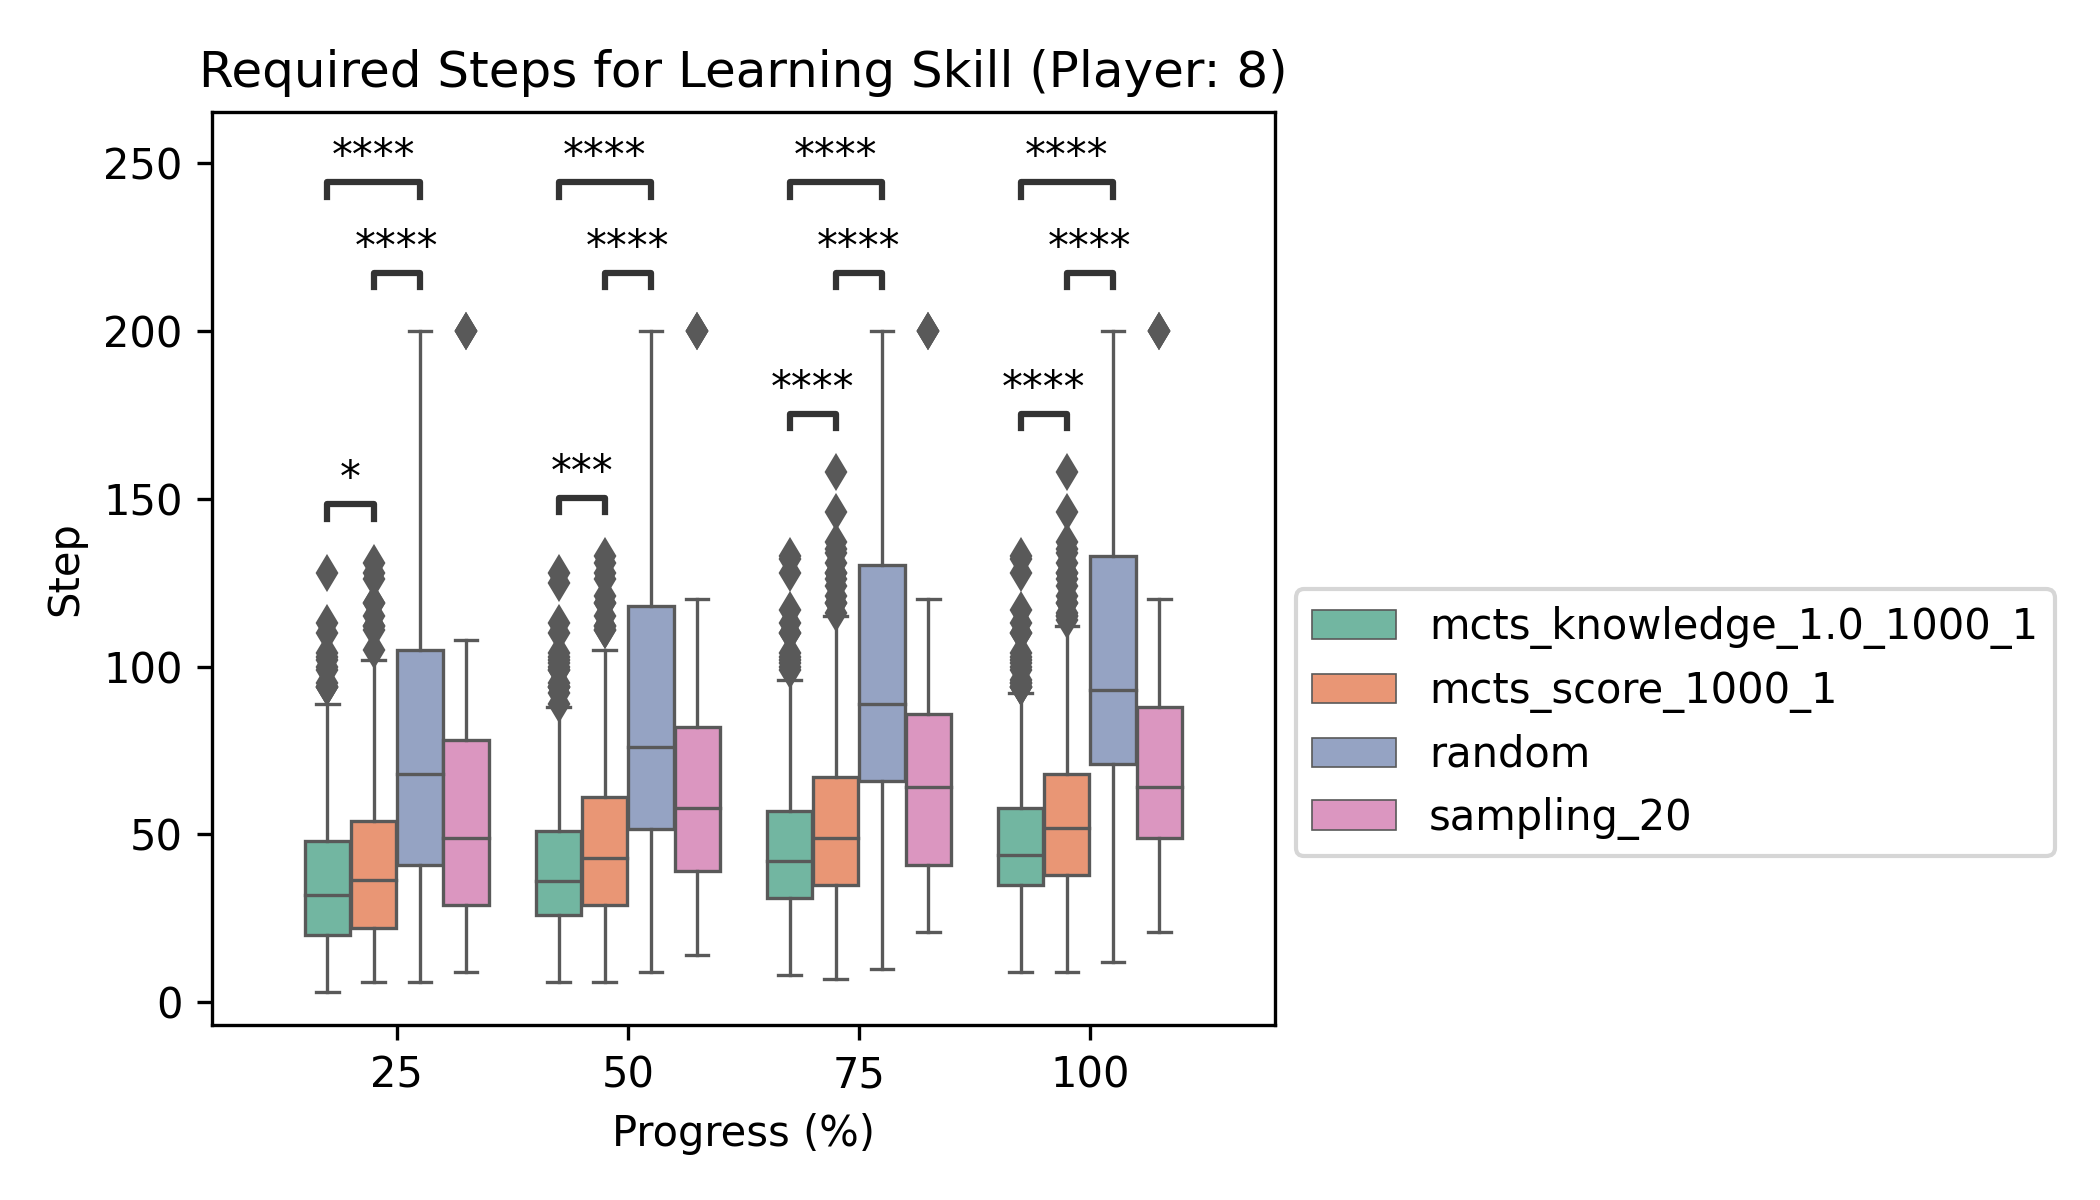 Required Steps for Learning Skill (Player: 8)
250
200
150
100
50
0
Step
**** **** **** ****
**** **** **** ****
**** ****
* ***
25 50 75 100
Progress (%)
mcts_knowledge_1.0_1000_1
mcts_score_1000_1
random
sampling_20